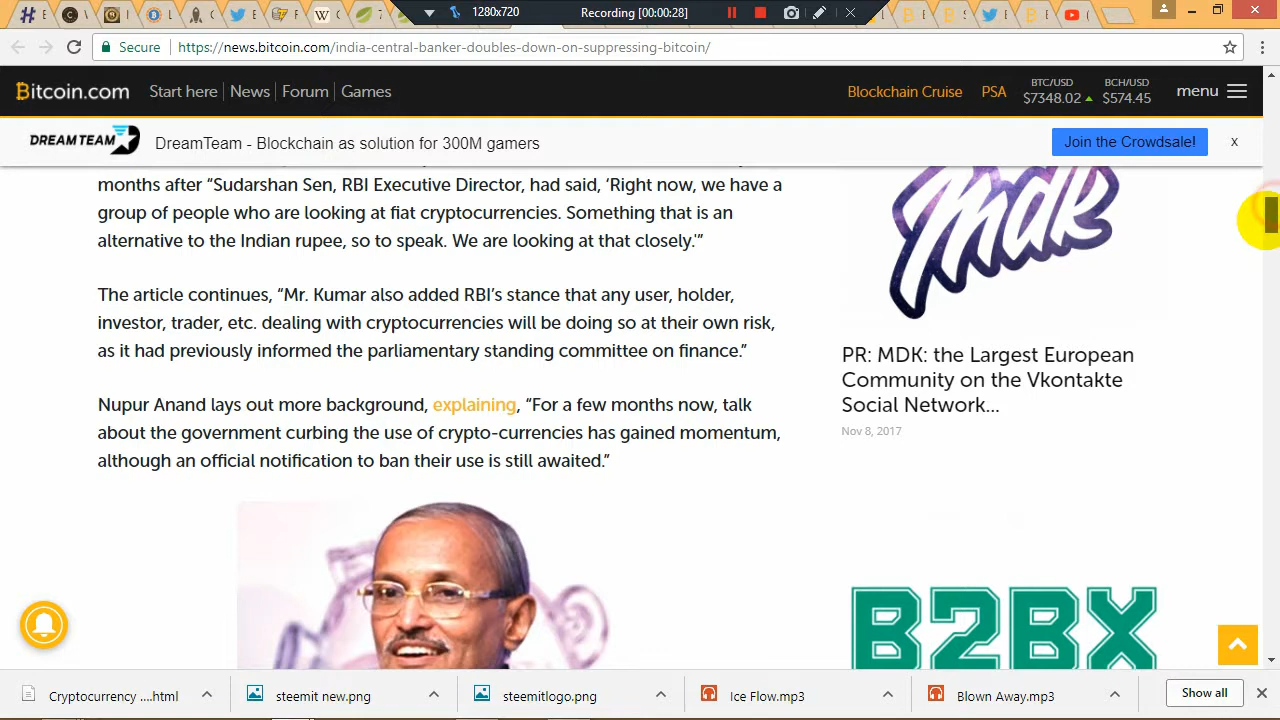 1280x720
Recording [00:00:28]
Secure
https://news.bitcoin.com/india-central-banker-doubles-down-on-suppressing-bitcoin/
Bitcoin.com
Start here
News
Forum
Games
Blockchain Cruise
PSA
BTC/USD
$7348.02
BCH/USD
$574.45
menu
DREAMTEAM
DreamTeam - Blockchain as solution for 300M gamers
Join the Crowdsale!
x
months after “Sudarshan Sen, RBI Executive Director, had said, ‘Right now, we have a
group of people who are looking at fiat cryptocurrencies. Something that is an
alternative to the Indian rupee, so to speak. We are looking at that closely.’”
The article continues, “Mr. Kumar also added RBI’s stance that any user, holder,
investor, trader, etc. dealing with cryptocurrencies will be doing so at their own risk,
as it had previously informed the parliamentary standing committee on finance.”
Nupur Anand lays out more background, explaining, “For a few months now, talk
about the government curbing the use of crypto-currencies has gained momentum,
although an official notification to ban their use is still awaited.”
mdk
PR: MDK: the Largest European
Community on the Vkontakte
Social Network...
Nov 8, 2017
B2BX
Cryptocurrency ....html
steemit new.png
steemitlogo.png
Ice Flow.mp3
Blown Away.mp3
Show all